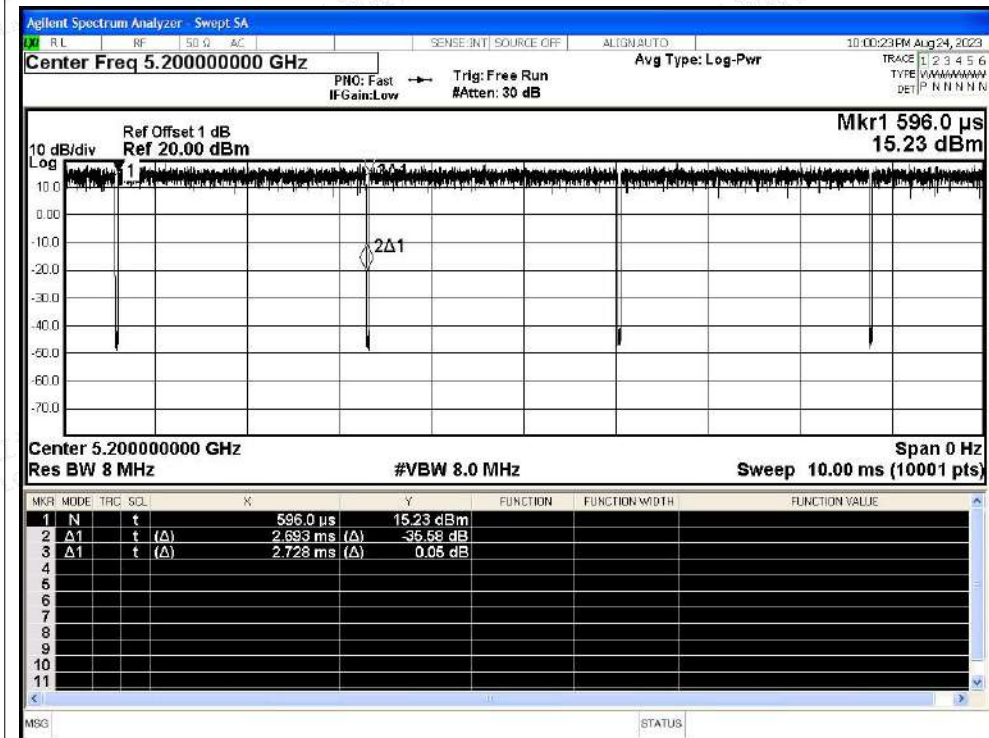 Agilent Spectrum Analyzer - Swept SA
LXI RL RF 50 Ω AC SENSE:INT SOURCE OFF ALIGN AUTO 10:00:23 PM Aug 24, 2023
Center Freq 5.200000000 GHz Avg Type: Log-Pwr TRACE 1 2 3 4 5 6
PNO: Fast Trig: Free Run TYPE
IFGain:Low #Atten: 30 dB DET P N N N N N
Mkr1 596.0 µs
Ref Offset 1 dB
10 dB/div Ref 20.00 dBm 15.23 dBm
Log
1 3Δ1
10.0
0.00
-10.0
2Δ1
-20.0
-30.0
-40.0
-50.0
-60.0
-70.0
Center 5.200000000 GHz Span 0 Hz
Res BW 8 MHz #VBW 8.0 MHz Sweep 10.00 ms (10001 pts)
MKR MODE TRC SCL X Y FUNCTION FUNCTION WIDTH FUNCTION VALUE
1 N t 596.0 µs 15.23 dBm
2 Δ1 t (Δ) 2.693 ms (Δ) -35.58 dB
3 Δ1 t (Δ) 2.728 ms (Δ) 0.05 dB
4
5
6
7
8
9
10
11
MSG STATUS